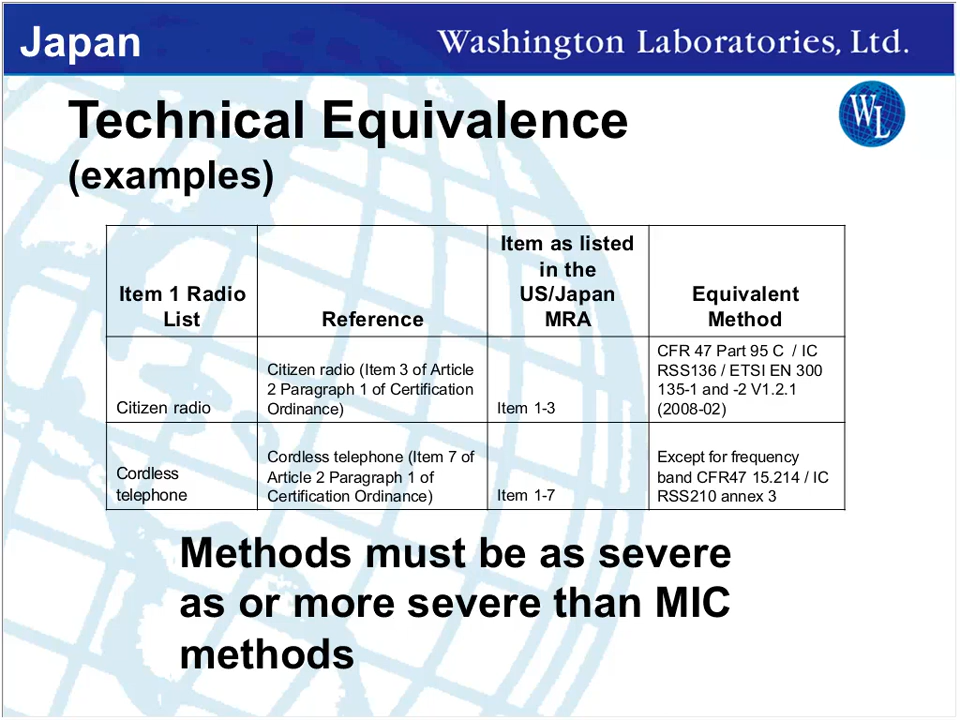 Japan
Washington Laboratories, Ltd.
WL
Technical Equivalence
(examples)
Item 1 Radio
List
Reference
Item as listed
in the
US/Japan
MRA
Equivalent
Method
Citizen radio
Citizen radio (Item 3 of Article
2 Paragraph 1 of Certification
Ordinance)
Item 1-3
CFR 47 Part 95 C / IC
RSS136 / ETSI EN 300
135-1 and -2 V1.2.1
(2008-02)
Cordless
telephone
Cordless telephone (Item 7 of
Article 2 Paragraph 1 of
Certification Ordinance)
Item 1-7
Except for frequency
band CFR47 15.214 / IC
RSS210 annex 3
Methods must be as severe
as or more severe than MIC
methods